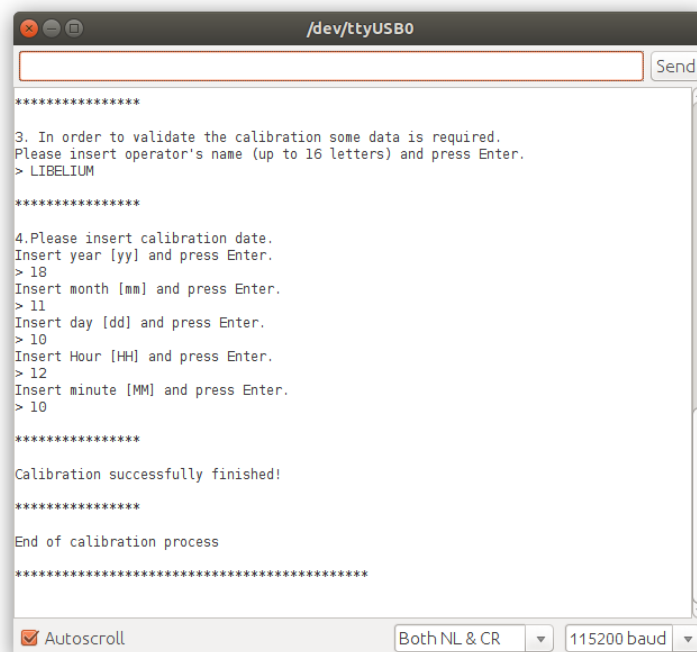 /dev/ttyUSB0
Send
****************
3. In order to validate the calibration some data is required.
Please insert operator's name (up to 16 letters) and press Enter.
> LIBELIUM
****************
4.Please insert calibration date.
Insert year [yy] and press Enter.
> 18
Insert month [mm] and press Enter.
> 11
Insert day [dd] and press Enter.
> 10
Insert Hour [HH] and press Enter.
> 12
Insert minute [MM] and press Enter.
> 10
****************
Calibration successfully finished!
****************
End of calibration process
*********************************************
Autoscroll
Both NL & CR
115200 baud